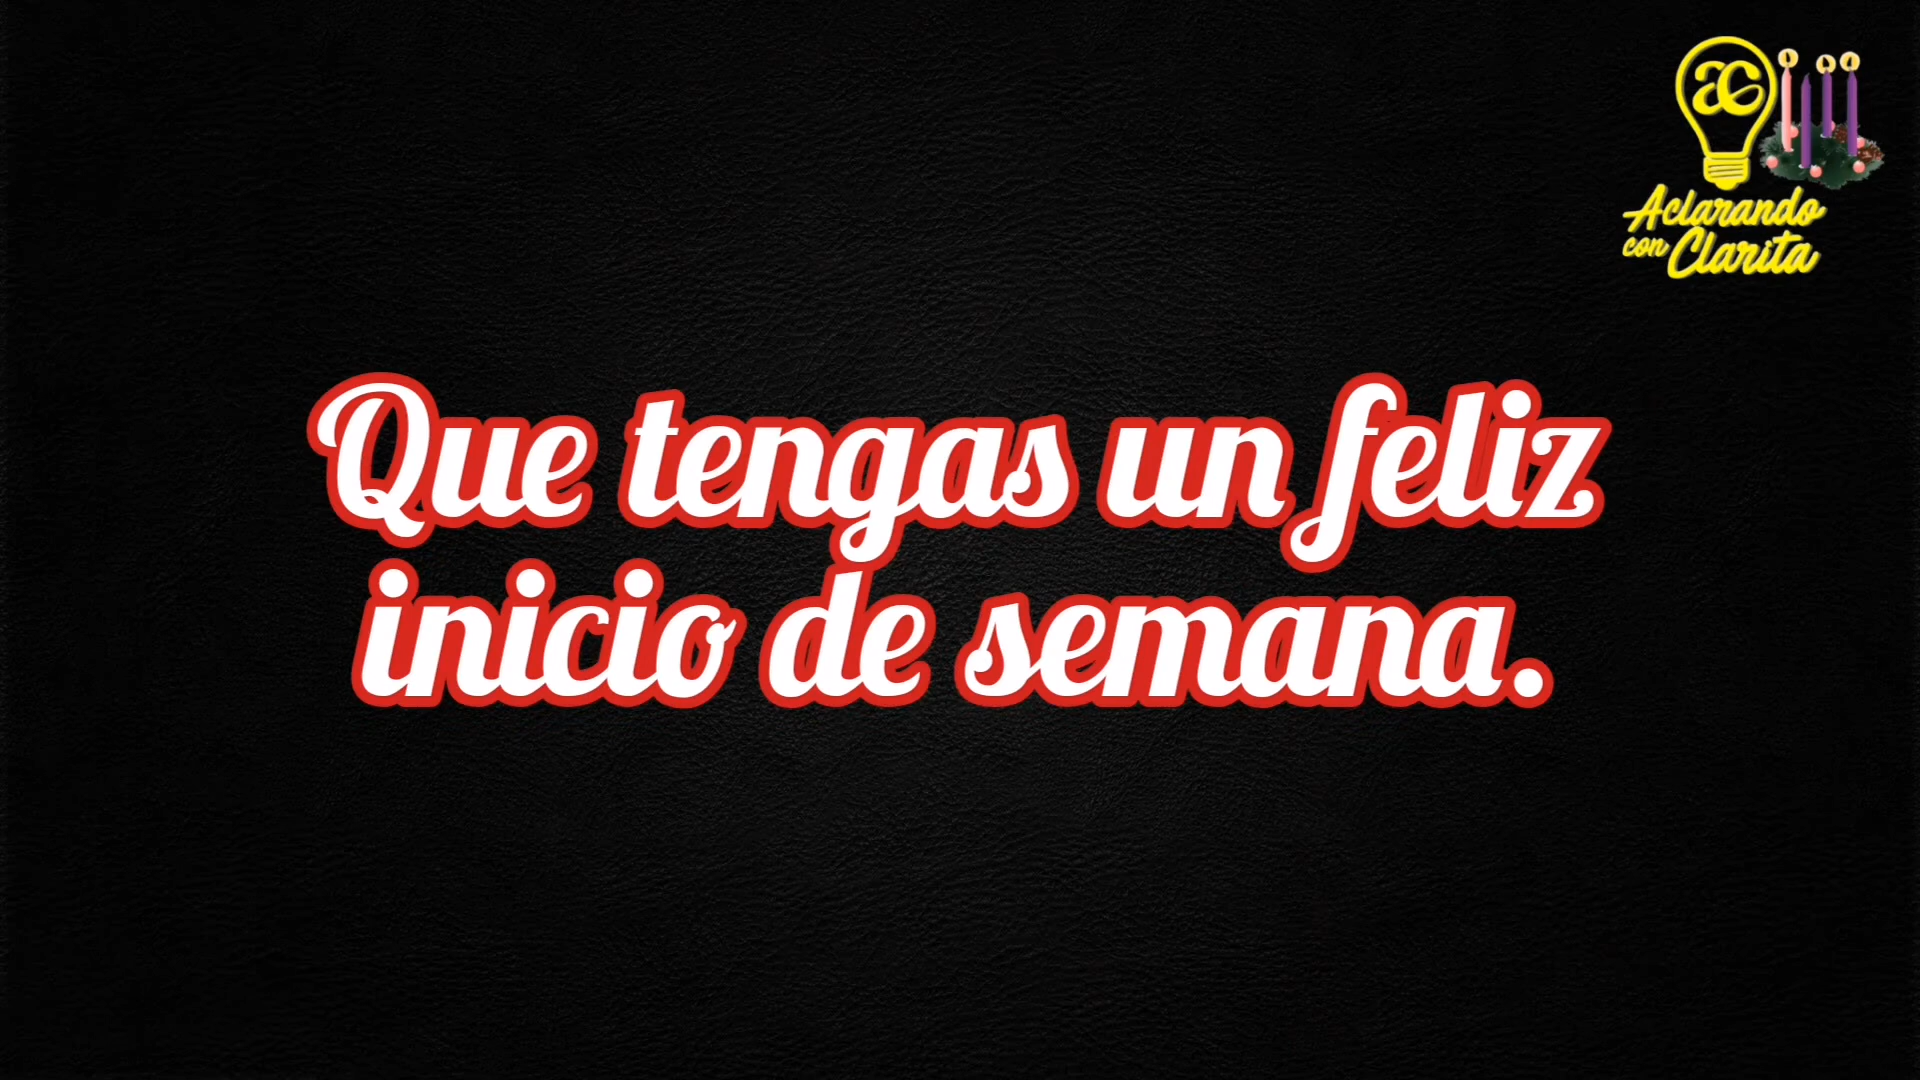 Aclarando
con Clarita
Que tengas un feliz
inicio de semana.